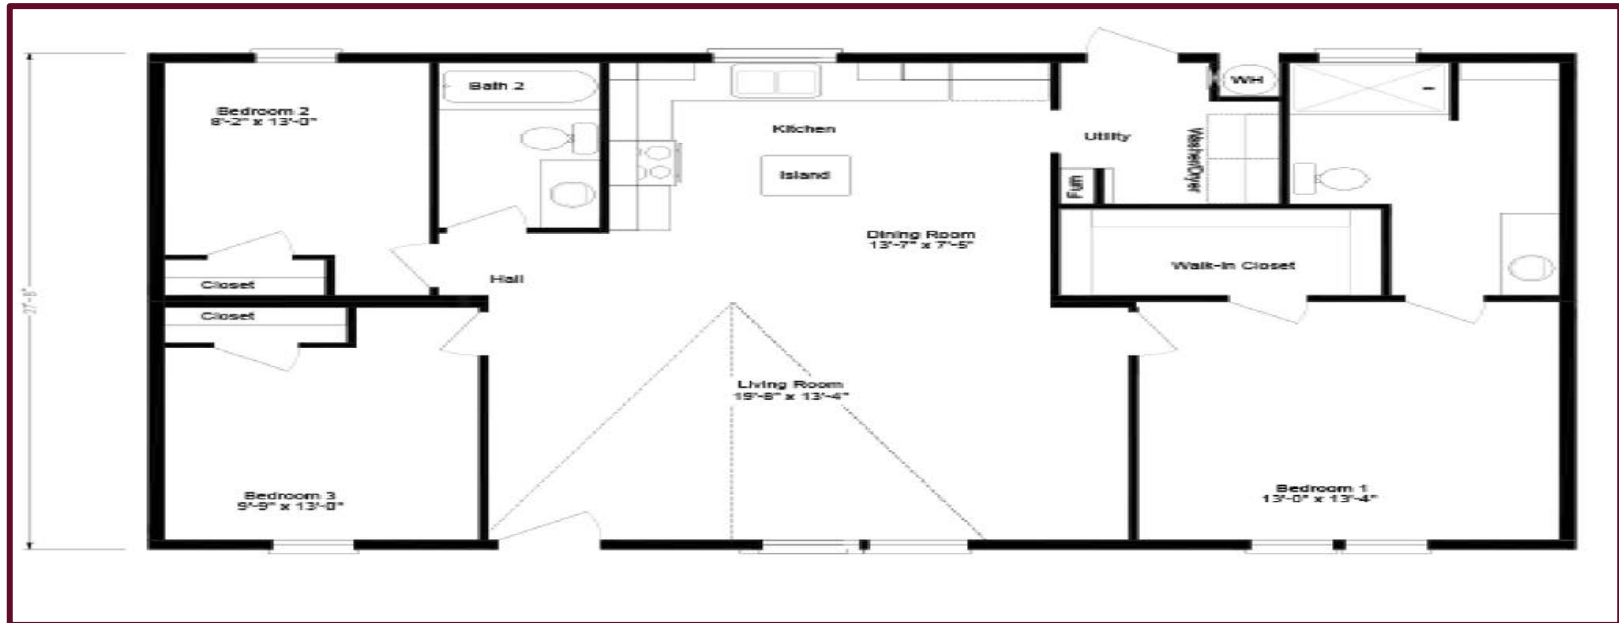 Bedroom 2
8'-2" x 13'-0"
Bath 2
Kitchen
Island
Utility
WH
Washer/Dryer
Furn
Dining Room
13'-7" x 7'-5"
Walk-In Closet
Hall
Closet
Closet
27'-8"
Living Room
19'-8" x 13'-4"
Bedroom 3
9'-9" x 13'-0"
Bedroom 1
13'-0" x 13'-4"